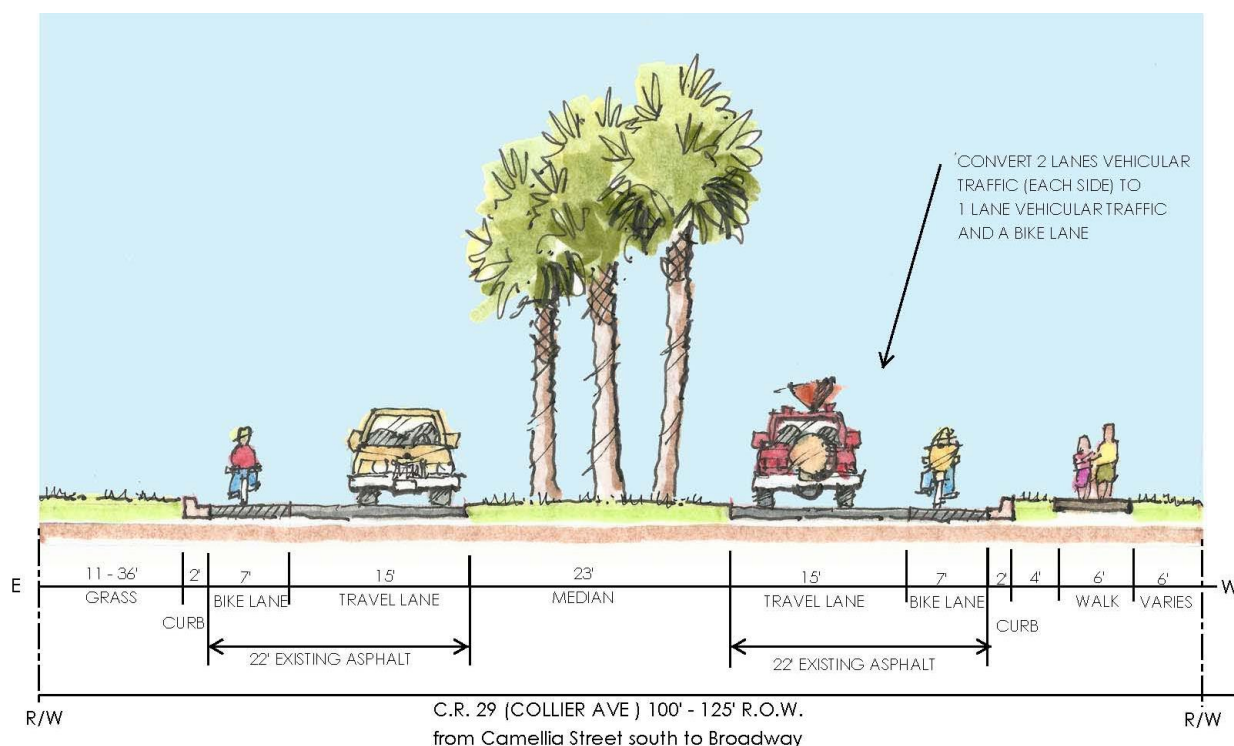 'CONVERT 2 LANES VEHICULAR
TRAFFIC (EACH SIDE) TO
1 LANE VEHICULAR TRAFFIC
AND A BIKE LANE
E
11 - 36'
2'
7'
15'
23'
15'
7'
2'
4'
6'
6'
W
GRASS
BIKE LANE
TRAVEL LANE
MEDIAN
TRAVEL LANE
BIKE LANE
WALK
VARIES
CURB
CURB
22' EXISTING ASPHALT
22' EXISTING ASPHALT
R/W
C.R. 29 (COLLIER AVE ) 100' - 125' R.O.W.
R/W
from Camellia Street south to Broadway